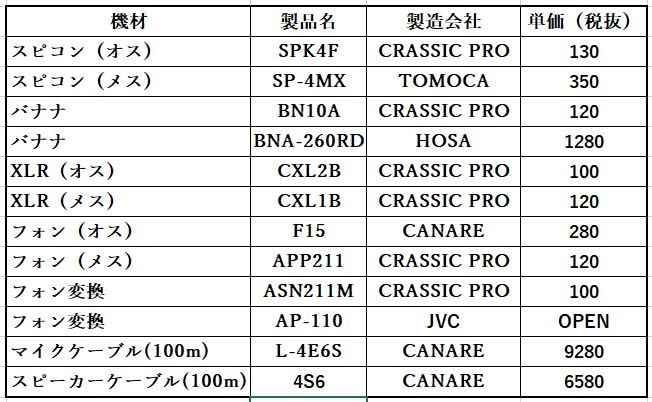 機材 製品名 製造会社 単価（税抜）
スピコン（オス） SPK4F CRASSIC PRO 130
スピコン（メス） SP-4MX TOMOCA 350
バナナ BN10A CRASSIC PRO 120
バナナ BNA-260RD HOSA 1280
XLR（オス） CXL2B CRASSIC PRO 100
XLR（メス） CXL1B CRASSIC PRO 120
フォン（オス） F15 CANARE 280
フォン（メス） APP211 CRASSIC PRO 120
フォン変換 ASN211M CRASSIC PRO 100
フォン変換 AP-110 JVC OPEN
マイクケーブル(100m) L-4E6S CANARE 9280
スピーカーケーブル(100m) 4S6 CANARE 6580